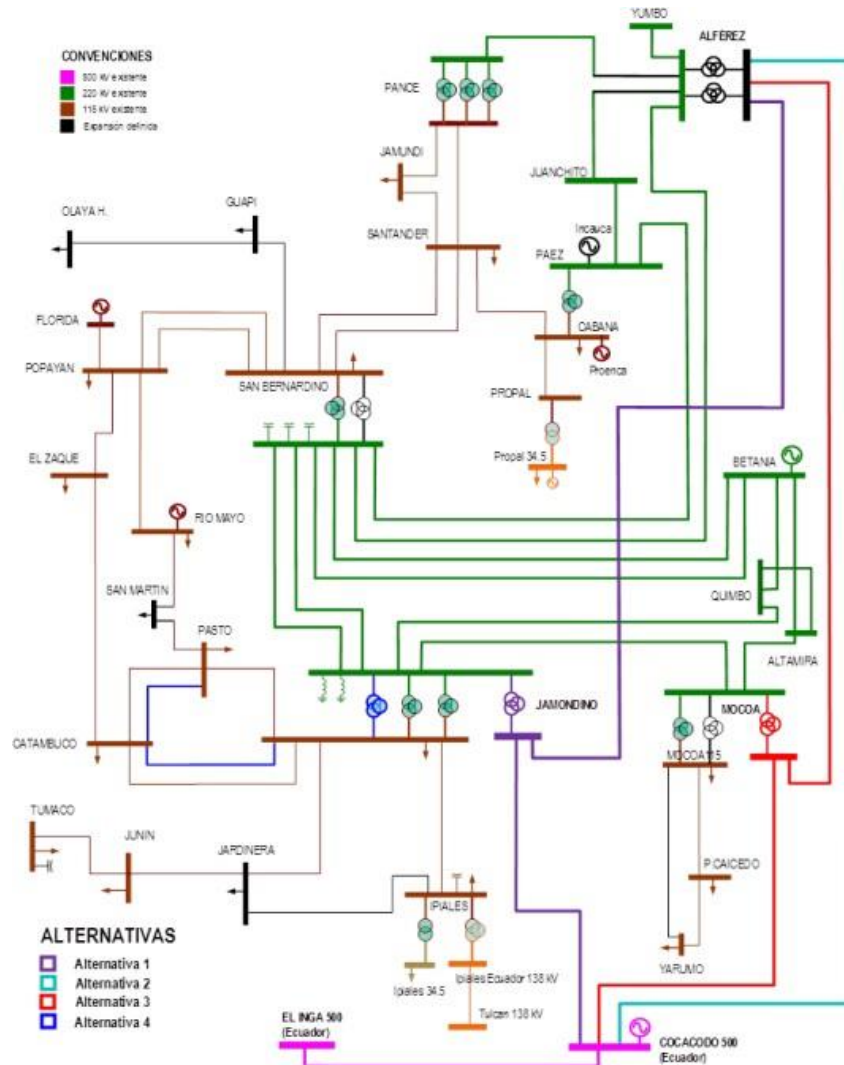 YUMBO
ALFÉREZ
CONVENCIONES
500 kV existente
220 kV existente
115 kV existente
Expansión definida
PANCE
JAMUNDI
JUANCHITO
GUAPI
OLAYA H.
SANTANDER
Incauca
PAEZ
FLORIDA
CABAÑA
POPAYAN
Proenca
SAN BERNARDINO
PROPAL
EL ZAQUE
Propal 34.5
BETANIA
RIO MAYO
SAN MARTIN
QUIMBO
PASTO
ALTAMIRA
JAMONDINO
MOCOA
CATAMBUCO
MOCOA 115
TUMACO
JUNIN
JARDINERA
P.CAICEDO
IPIALES
ALTERNATIVAS
Alternativa 1
Alternativa 2
Alternativa 3
Alternativa 4
YARUMO
Ipiales 34.5
Ipiales Ecuador 138 kV
Tulcan 138 kV
EL INGA 500
(Ecuador)
COCACODO 500
(Ecuador)